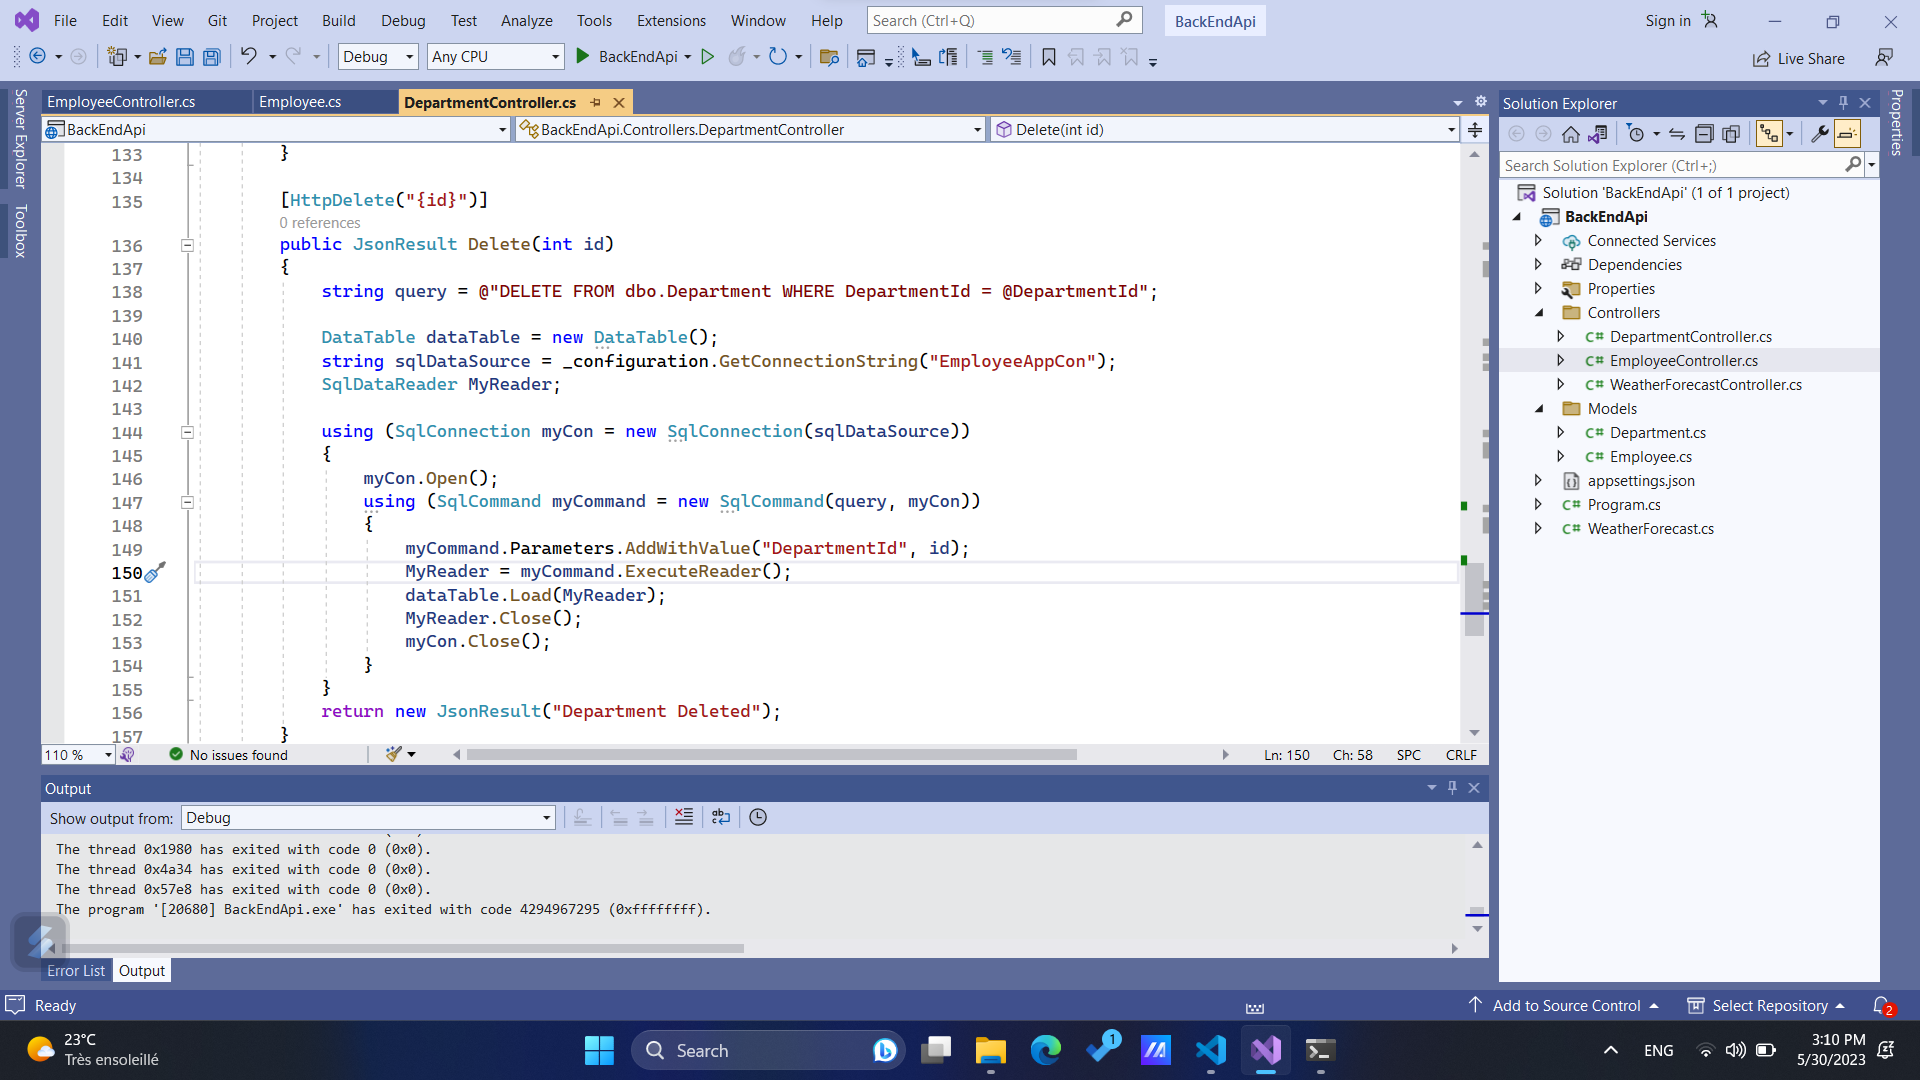 File Edit View Git Project Build Debug Test Analyze Tools Extensions Window Help Search (Ctrl+Q) BackEndApi Sign in
Debug Any CPU BackEndApi Live Share
Server Explorer
Toolbox
EmployeeController.cs Employee.cs DepartmentController.cs
BackEndApi BackEndApi.Controllers.DepartmentController Delete(int id)
133 }
134
135 [HttpDelete("{id}")]
0 references
136 public JsonResult Delete(int id)
137 {
138 string query = @"DELETE FROM dbo.Department WHERE DepartmentId = @DepartmentId";
139
140 DataTable dataTable = new DataTable();
141 string sqlDataSource = _configuration.GetConnectionString("EmployeeAppCon");
142 SqlDataReader MyReader;
143
144 using (SqlConnection myCon = new SqlConnection(sqlDataSource))
145 {
146 myCon.Open();
147 using (SqlCommand myCommand = new SqlCommand(query, myCon))
148 {
149 myCommand.Parameters.AddWithValue("DepartmentId", id);
150 MyReader = myCommand.ExecuteReader();
151 dataTable.Load(MyReader);
152 MyReader.Close();
153 myCon.Close();
154 }
155 }
156 return new JsonResult("Department Deleted");
157 }
110 % No issues found Ln: 150 Ch: 58 SPC CRLF
Output
Show output from: Debug
The thread 0x1980 has exited with code 0 (0x0).
The thread 0x4a34 has exited with code 0 (0x0).
The thread 0x57e8 has exited with code 0 (0x0).
The program '[20680] BackEndApi.exe' has exited with code 4294967295 (0xffffffff).
Error List Output
Solution Explorer
Search Solution Explorer (Ctrl+;)
Solution 'BackEndApi' (1 of 1 project)
BackEndApi
Connected Services
Dependencies
Properties
Controllers
C# DepartmentController.cs
C# EmployeeController.cs
C# WeatherForecastController.cs
Models
C# Department.cs
C# Employee.cs
appsettings.json
C# Program.cs
C# WeatherForecast.cs
Properties
Ready Add to Source Control Select Repository 2
23°C
Très ensoleillé
Search 1
ENG
3:10 PM
5/30/2023